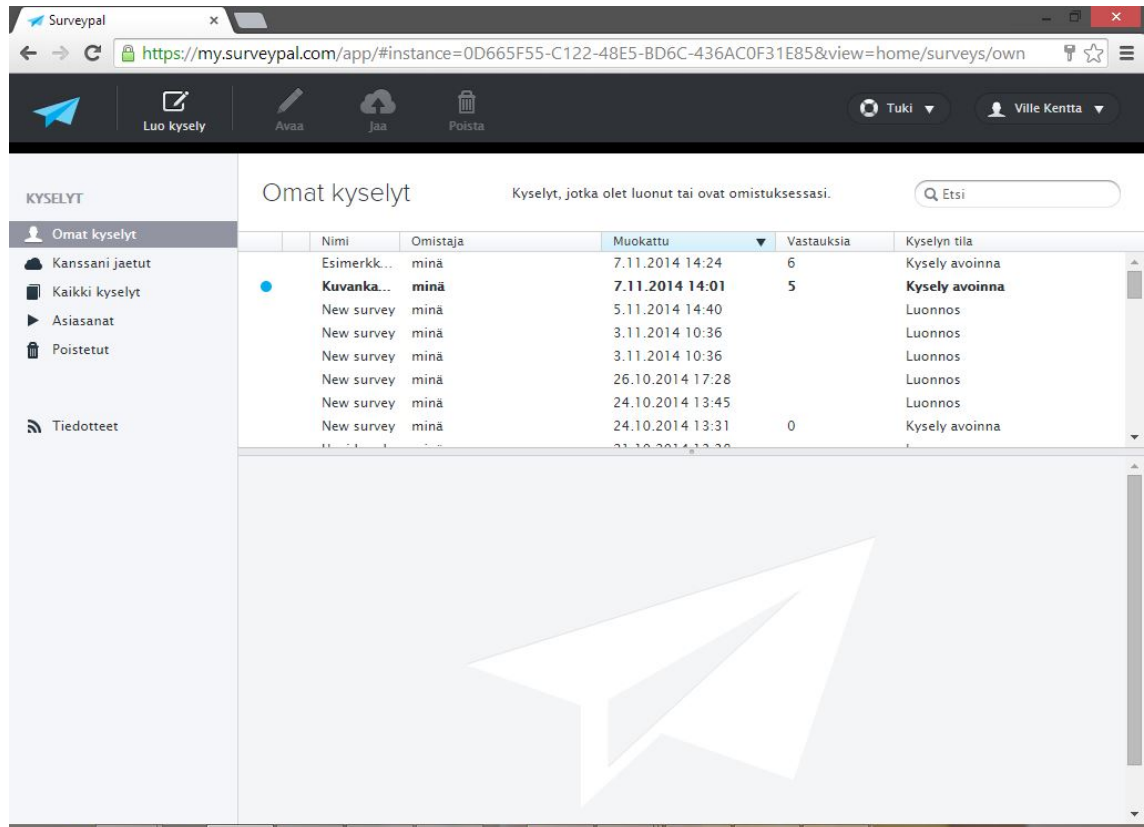 Surveypal
https://my.surveypal.com/app/#instance=0D665F55-C122-48E5-BD6C-436AC0F31E85&view=home/surveys/own
Luo kysely Avaa Jaa Poista Tuki Ville Kentta
KYSELYT
Omat kyselyt
Kanssani jaetut
Kaikki kyselyt
Asiasanat
Poistetut
Tiedotteet
Omat kyselyt Kyselyt, jotka olet luonut tai ovat omistuksessasi. Etsi
Nimi Omistaja Muokattu Vastauksia Kyselyn tila
Esimerkk... minä 7.11.2014 14:24 6 Kysely avoinna
Kuvanka... minä 7.11.2014 14:01 5 Kysely avoinna
New survey minä 5.11.2014 14:40 Luonnos
New survey minä 3.11.2014 10:36 Luonnos
New survey minä 3.11.2014 10:36 Luonnos
New survey minä 26.10.2014 17:28 Luonnos
New survey minä 24.10.2014 13:45 Luonnos
New survey minä 24.10.2014 13:31 0 Kysely avoinna